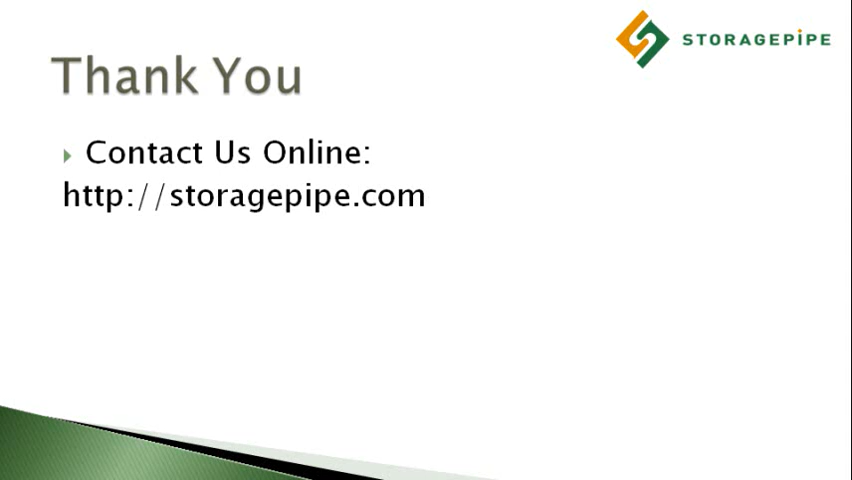 STORAGEPIPE
Thank You
Contact Us Online:
http://storagepipe.com